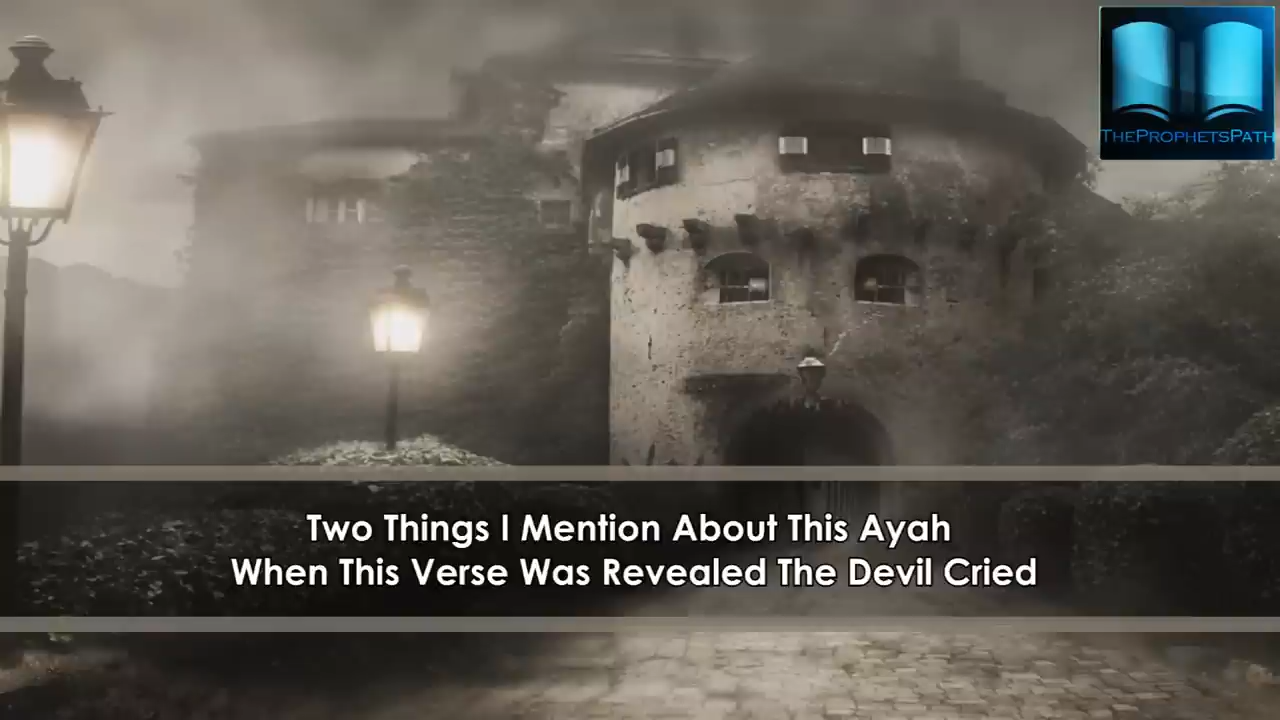 TheProphetsPath
Two Things I Mention About This Ayah
When This Verse Was Revealed The Devil Cried